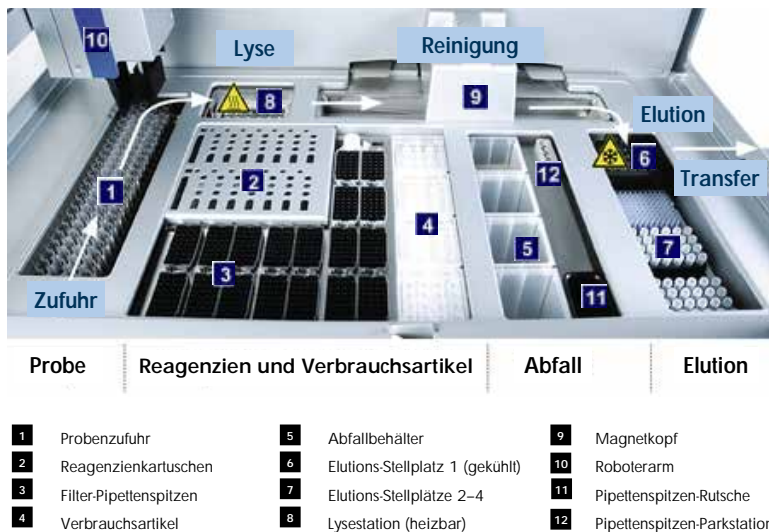 10
Lyse
Reinigung
8
9
Elution
12
6
1
2
Transfer
4
5
7
3
11
Zufuhr
Probe
Reagenzien und Verbrauchsartikel
Abfall
Elution
1 Probenzufuhr
2 Reagenzienkartuschen
3 Filter-Pipettenspitzen
4 Verbrauchsartikel
5 Abfallbehälter
6 Elutions-Stellplatz 1 (gekühlt)
7 Elutions-Stellplätze 2–4
8 Lysestation (heizbar)
9 Magnetkopf
10 Roboterarm
11 Pipettenspitzen-Rutsche
12 Pipettenspitzen-Parkstation